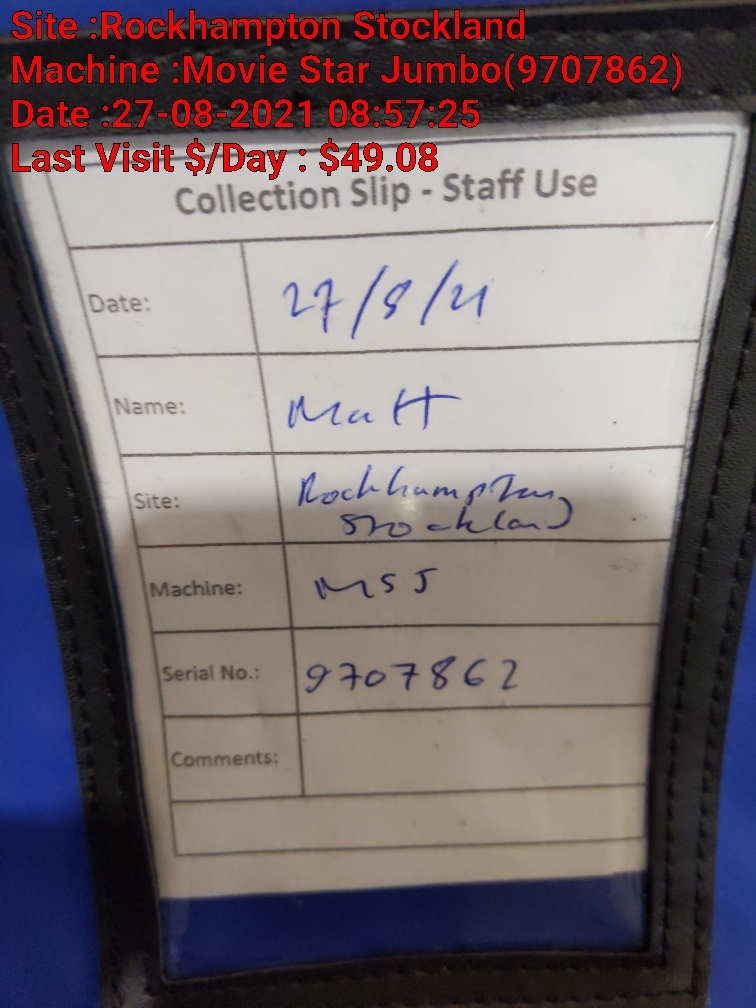 Site :Rockhampton Stockland
Machine :Movie Star Jumbo(9707862)
Date :27-08-2021 08:57:25
Last Visit $/Day : $49.08
Collection Slip - Staff Use
Date: 27/8/21
Name: Matt
Site: Rockhampton
Stockland
Machine: MSJ
Serial No.: 9707862
Comments: